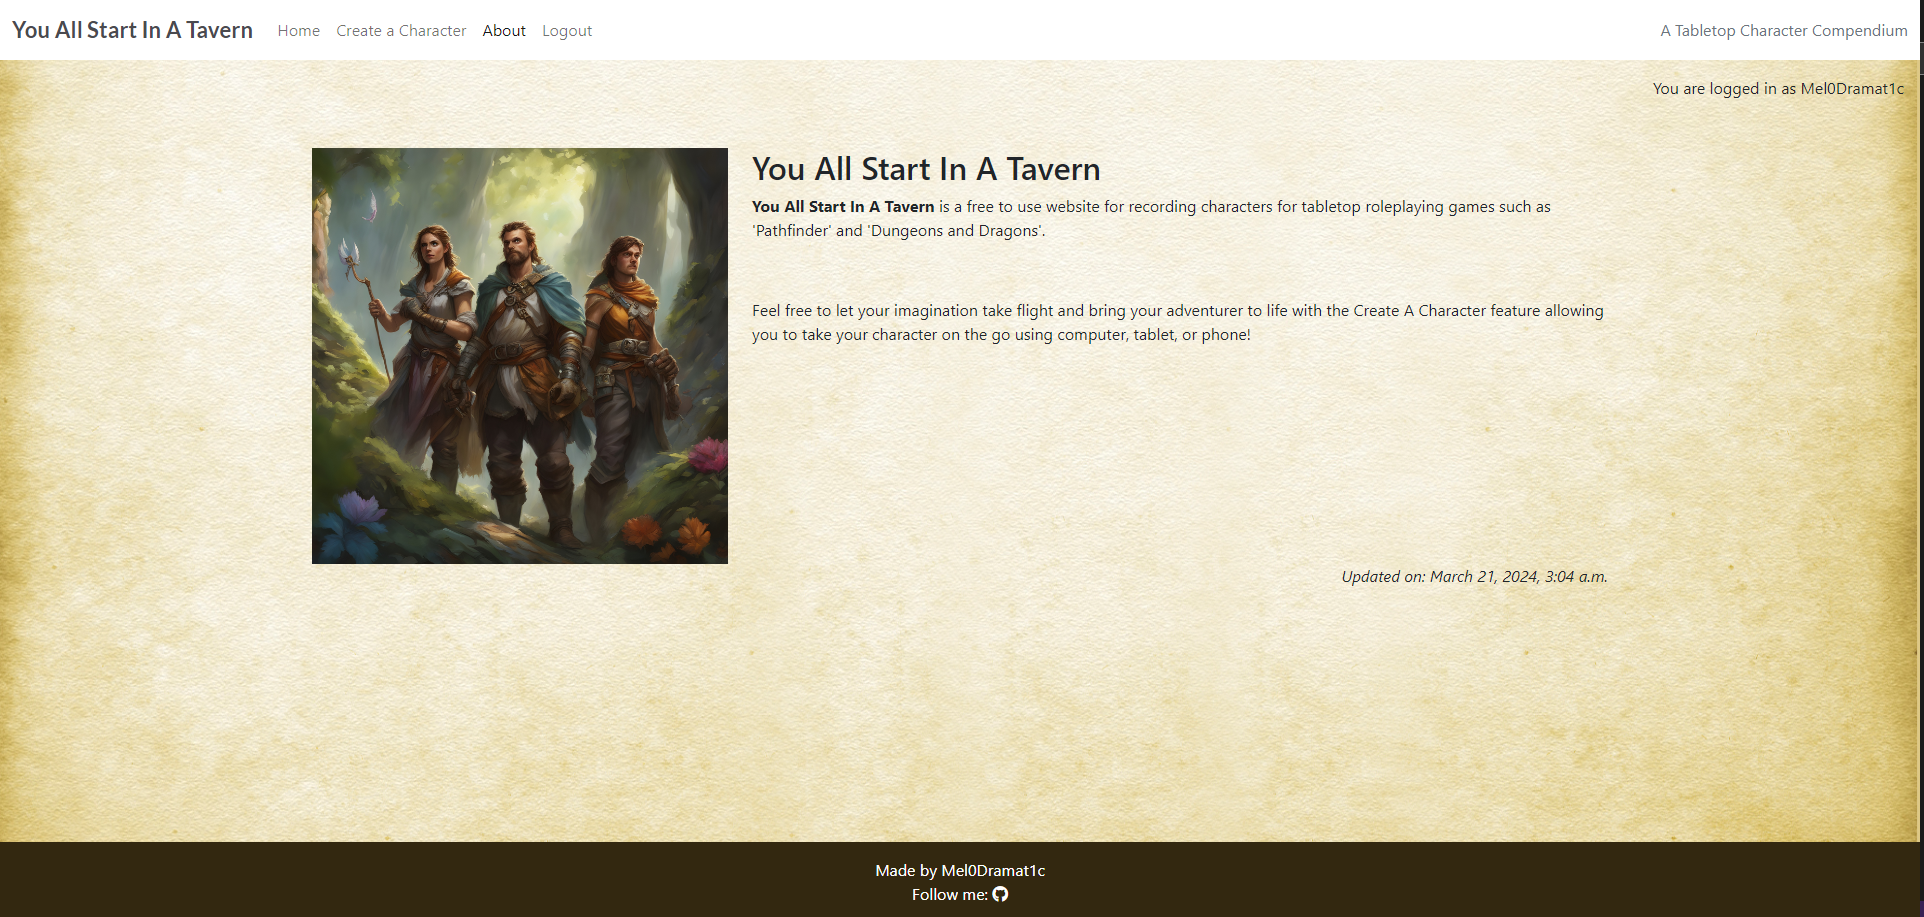 You All Start In A Tavern Home Create a Character About Logout A Tabletop Character Compendium
You are logged in as Mel0Dramat1c
You All Start In A Tavern
You All Start In A Tavern is a free to use website for recording characters for tabletop roleplaying games such as
'Pathfinder' and 'Dungeons and Dragons'.
Feel free to let your imagination take flight and bring your adventurer to life with the Create A Character feature allowing
you to take your character on the go using computer, tablet, or phone!
Updated on: March 21, 2024, 3:04 a.m.
Made by Mel0Dramat1c
Follow me: